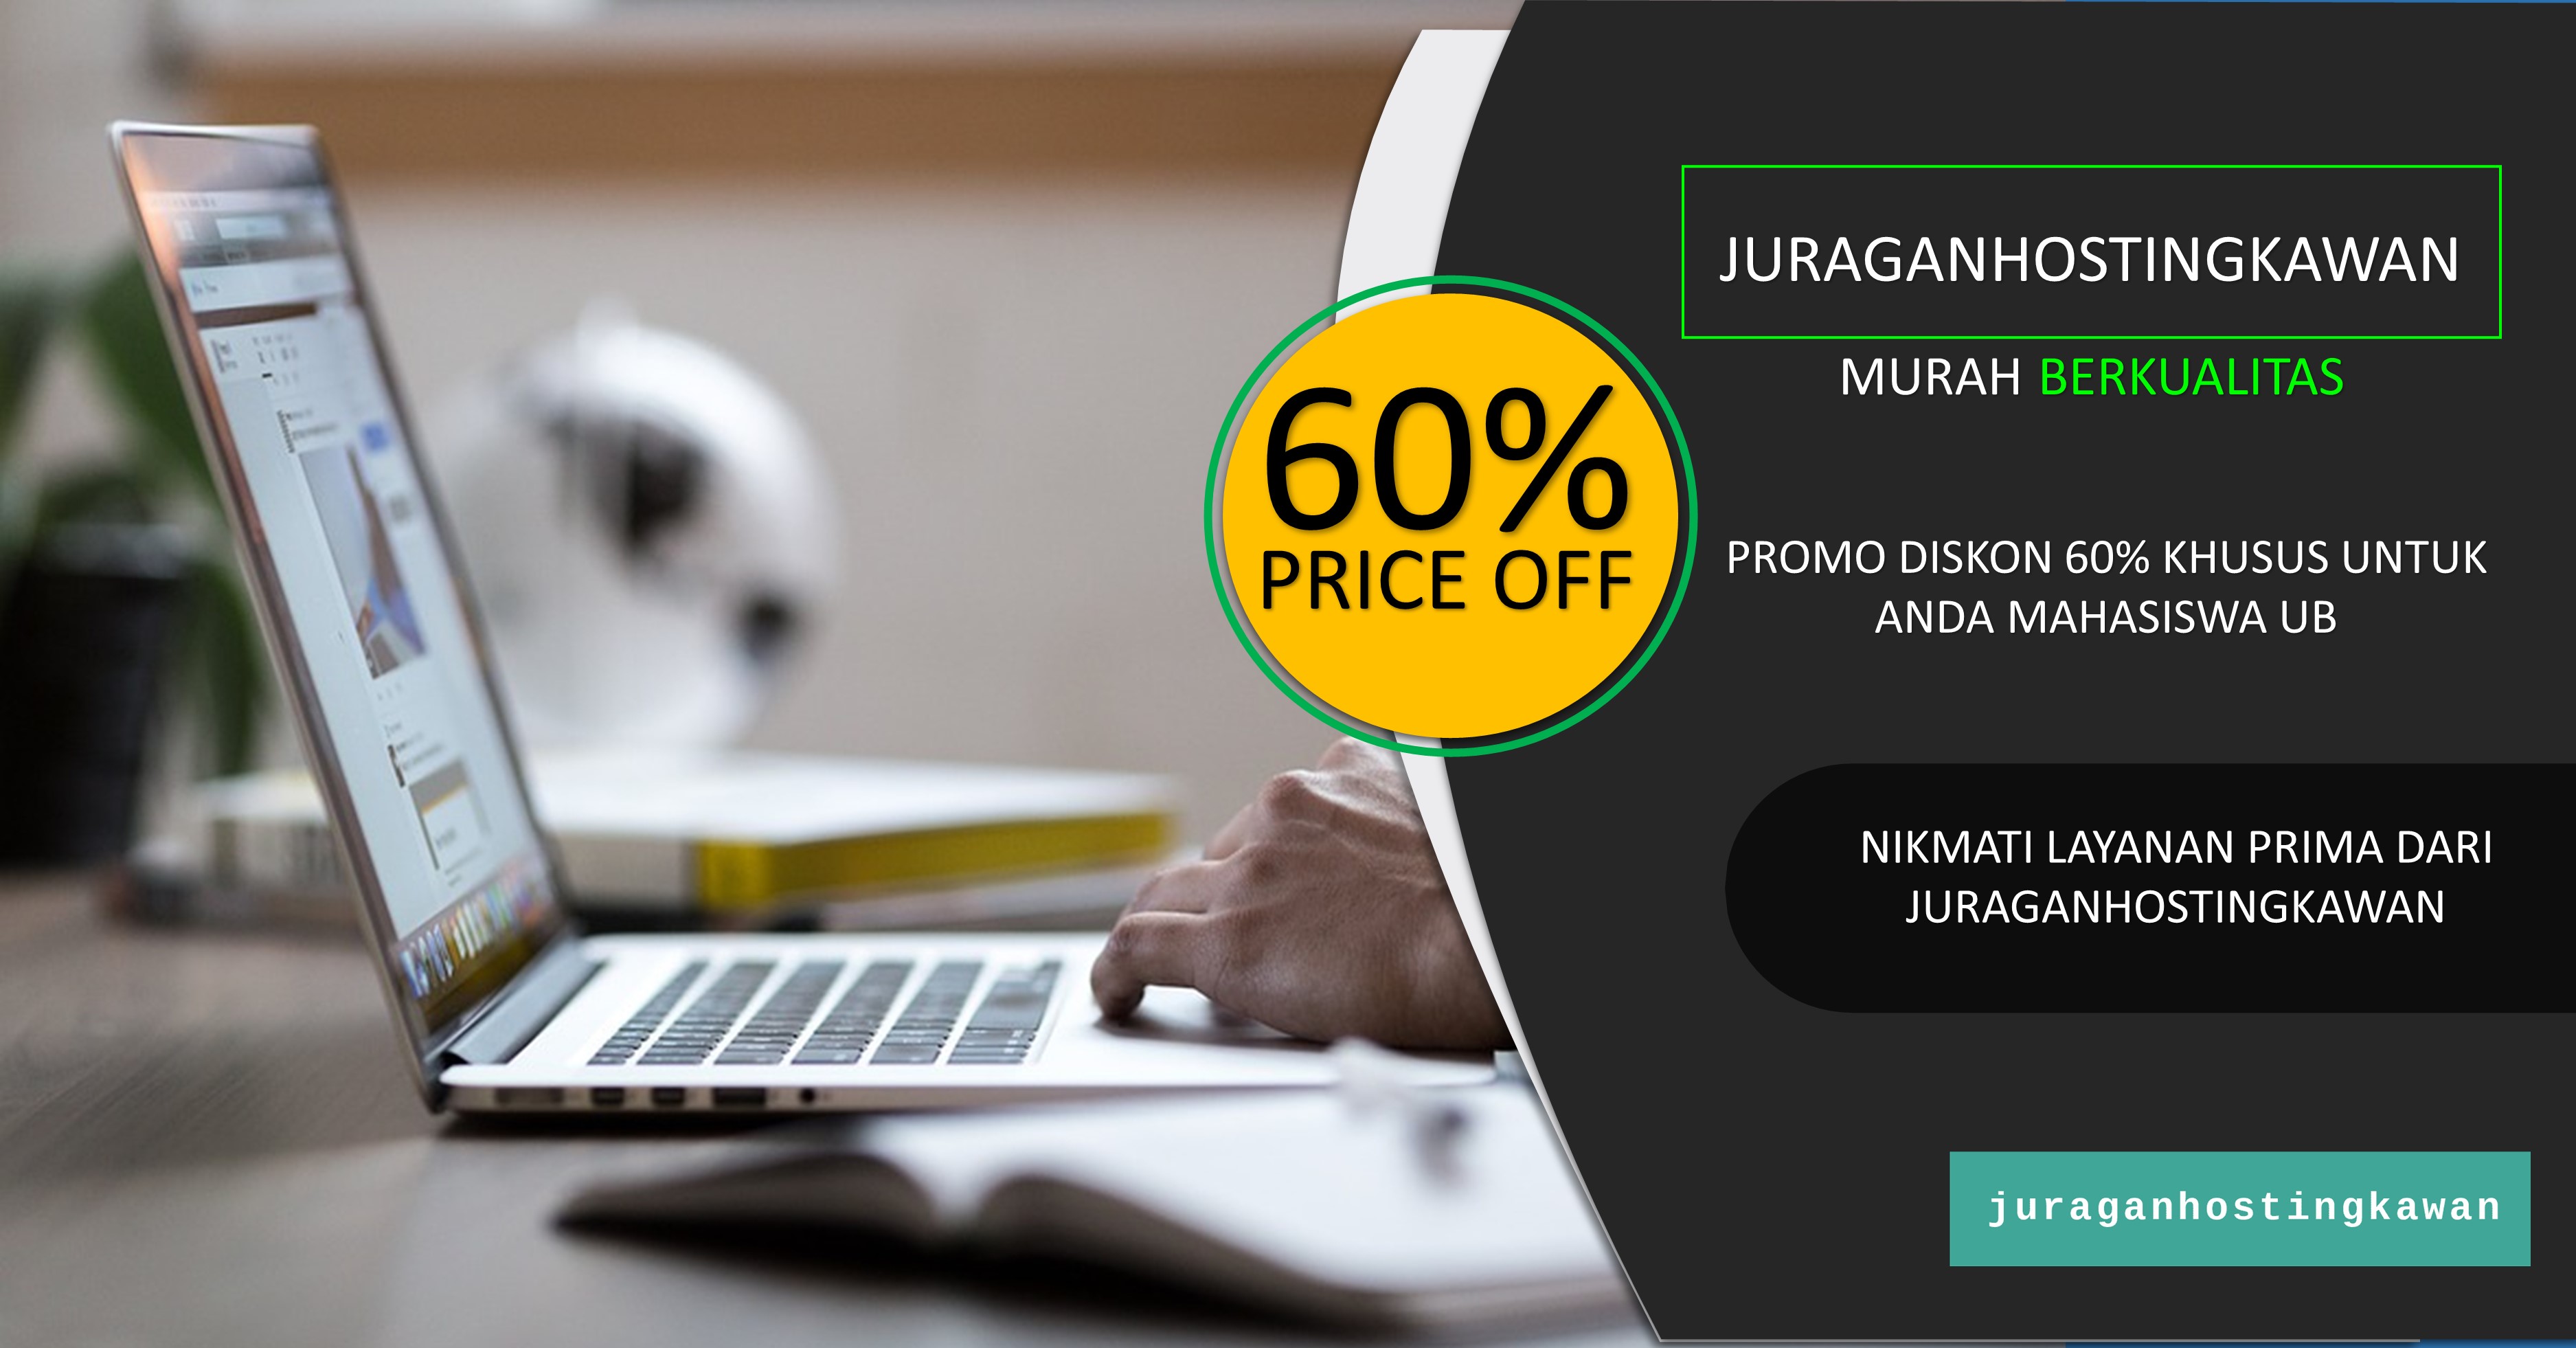 JURAGANHOSTINGKAWAN
MURAH BERKUALITAS
60%
PRICE OFF
PROMO DISKON 60% KHUSUS UNTUK
ANDA MAHASISWA UB
NIKMATI LAYANAN PRIMA DARI
JURAGANHOSTINGKAWAN
juraganhostingkawan